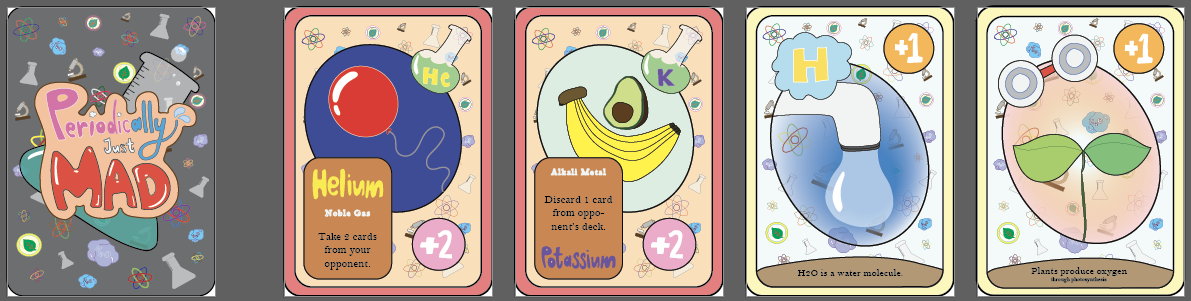 Periodically
Just
MAD
He
Helium
Noble Gas
Take 2 cards
from your
opponent.
+2
K
Alkali Metal
Discard 1 card
from oppo-
nent's deck.
Potassium
+2
H
+1
H2O is a water molecule.
+1
Plants produce oxygen
through photosynthesis